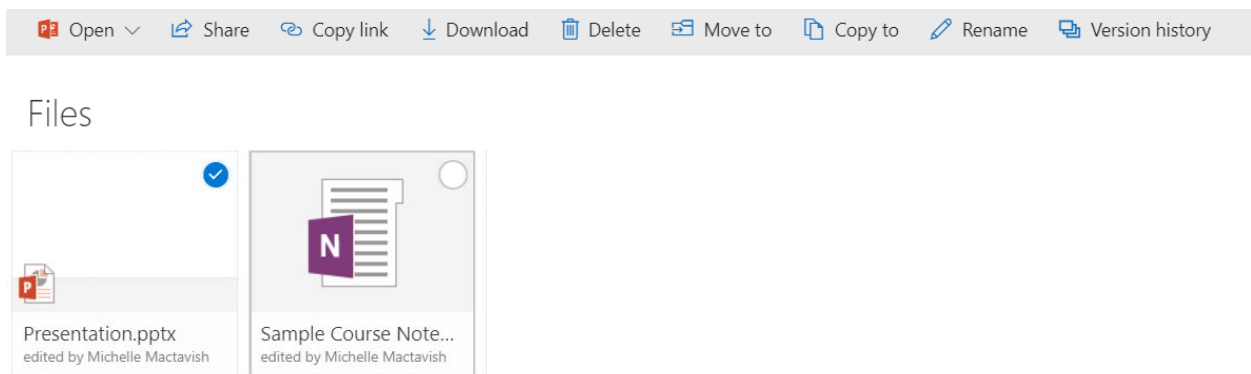 Open Share Copy link Download Delete Move to Copy to Rename Version history
Files
N
P
Presentation.pptx Sample Course Note...
edited by Michelle Mactavish edited by Michelle Mactavish